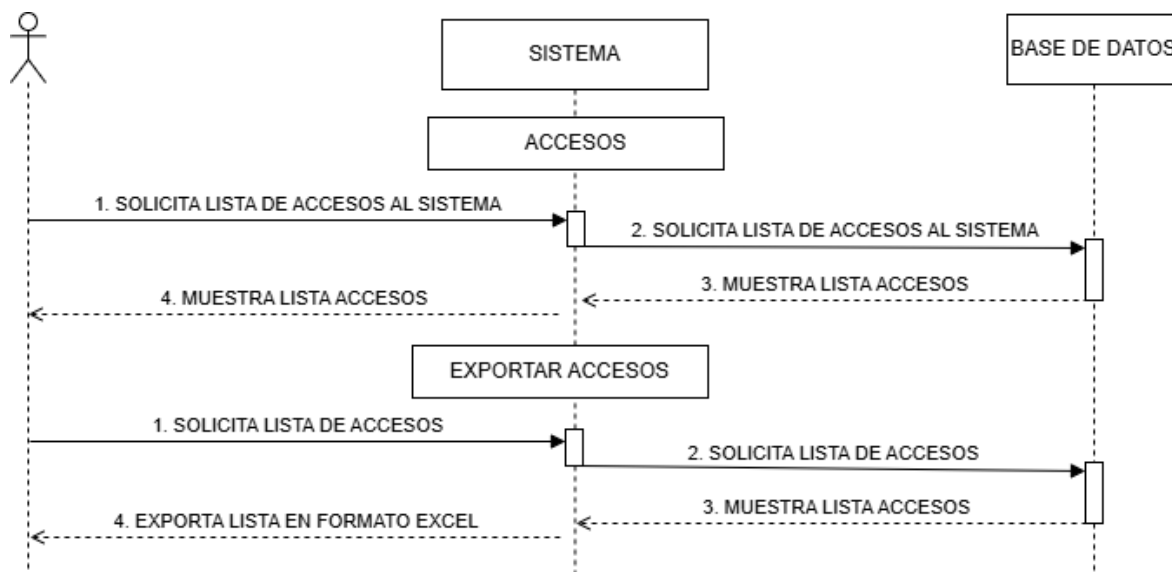 SISTEMA
BASE DE DATOS
ACCESOS
1. SOLICITA LISTA DE ACCESOS AL SISTEMA
2. SOLICITA LISTA DE ACCESOS AL SISTEMA
3. MUESTRA LISTA ACCESOS
4. MUESTRA LISTA ACCESOS
EXPORTAR ACCESOS
1. SOLICITA LISTA DE ACCESOS
2. SOLICITA LISTA DE ACCESOS
3. MUESTRA LISTA ACCESOS
4. EXPORTA LISTA EN FORMATO EXCEL